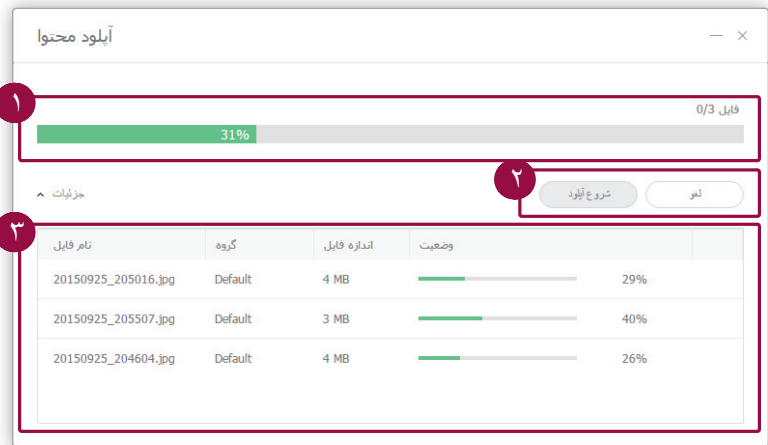 آپلود محتوا
۱
0/3 فایل
31%
۲
جزئیات
شروع آپلود
لغو
۳
نام فایل گروه اندازه فایل وضعیت
20150925_205016.jpg Default 4 MB 29%
20150925_205507.jpg Default 3 MB 40%
20150925_204604.jpg Default 4 MB 26%